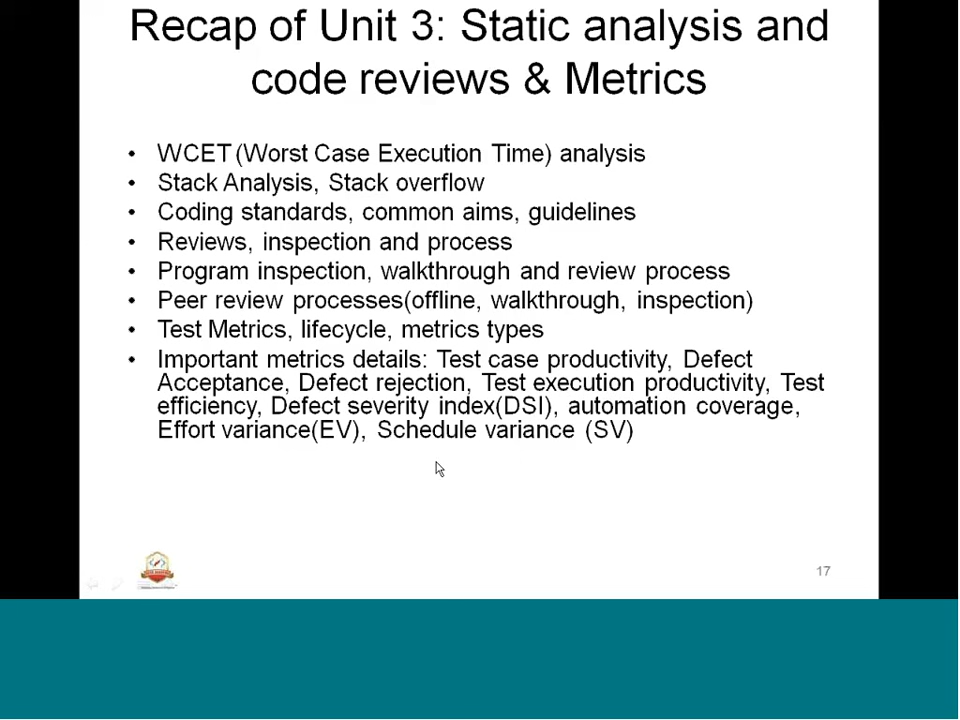 Recap of Unit 3: Static analysis and
code reviews & Metrics
• WCET (Worst Case Execution Time) analysis
• Stack Analysis, Stack overflow
• Coding standards, common aims, guidelines
• Reviews, inspection and process
• Program inspection, walkthrough and review process
• Peer review processes(offline, walkthrough, inspection)
• Test Metrics, lifecycle, metrics types
• Important metrics details: Test case productivity, Defect
Acceptance, Defect rejection, Test execution productivity, Test
efficiency, Defect severity index(DSI), automation coverage,
Effort variance(EV), Schedule variance (SV)
17